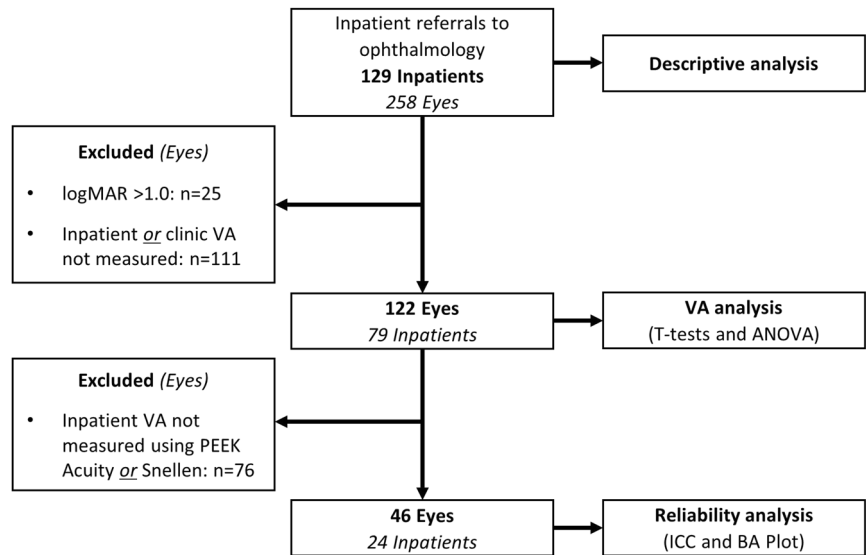 Inpatient referrals to
ophthalmology
129 Inpatients
258 Eyes
Descriptive analysis
Excluded (Eyes)
• logMAR >1.0: n=25
• Inpatient or clinic VA
not measured: n=111
122 Eyes
79 Inpatients
VA analysis
(T-tests and ANOVA)
Excluded (Eyes)
• Inpatient VA not
measured using PEEK
Acuity or Snellen: n=76
46 Eyes
24 Inpatients
Reliability analysis
(ICC and BA Plot)